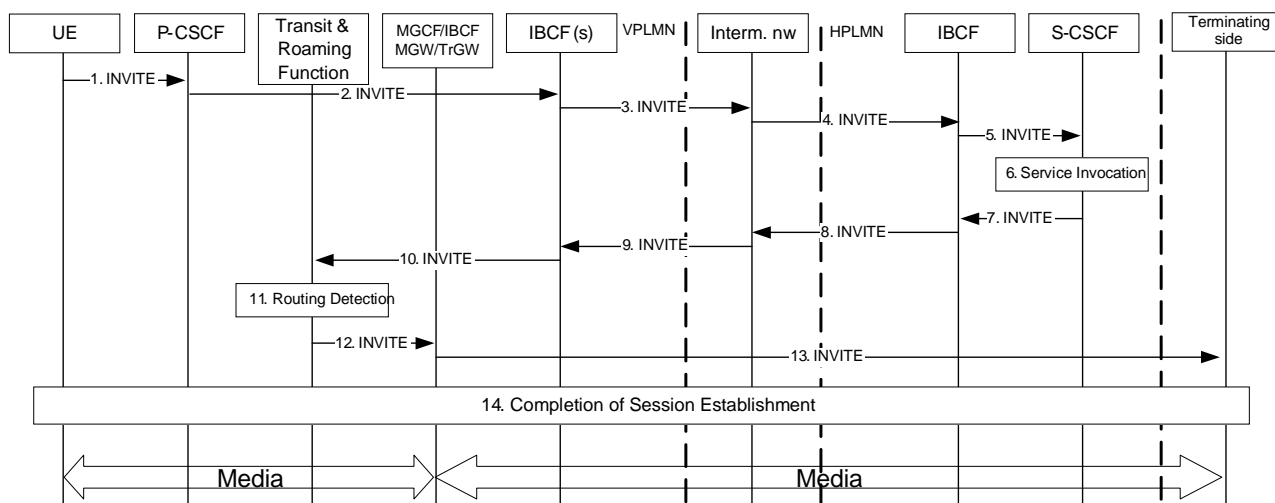 UE
P-CSCF
Transit &
Roaming
Function
MGCF/IBCF
MGW/TrGW
IBCF(s)
VPLMN
Interm. nw
HPLMN
IBCF
S-CSCF
Terminating
side
1. INVITE
2. INVITE
3. INVITE
4. INVITE
5. INVITE
6. Service Invocation
7. INVITE
8. INVITE
9. INVITE
10. INVITE
11. Routing Detection
12. INVITE
13. INVITE
14. Completion of Session Establishment
Media
Media